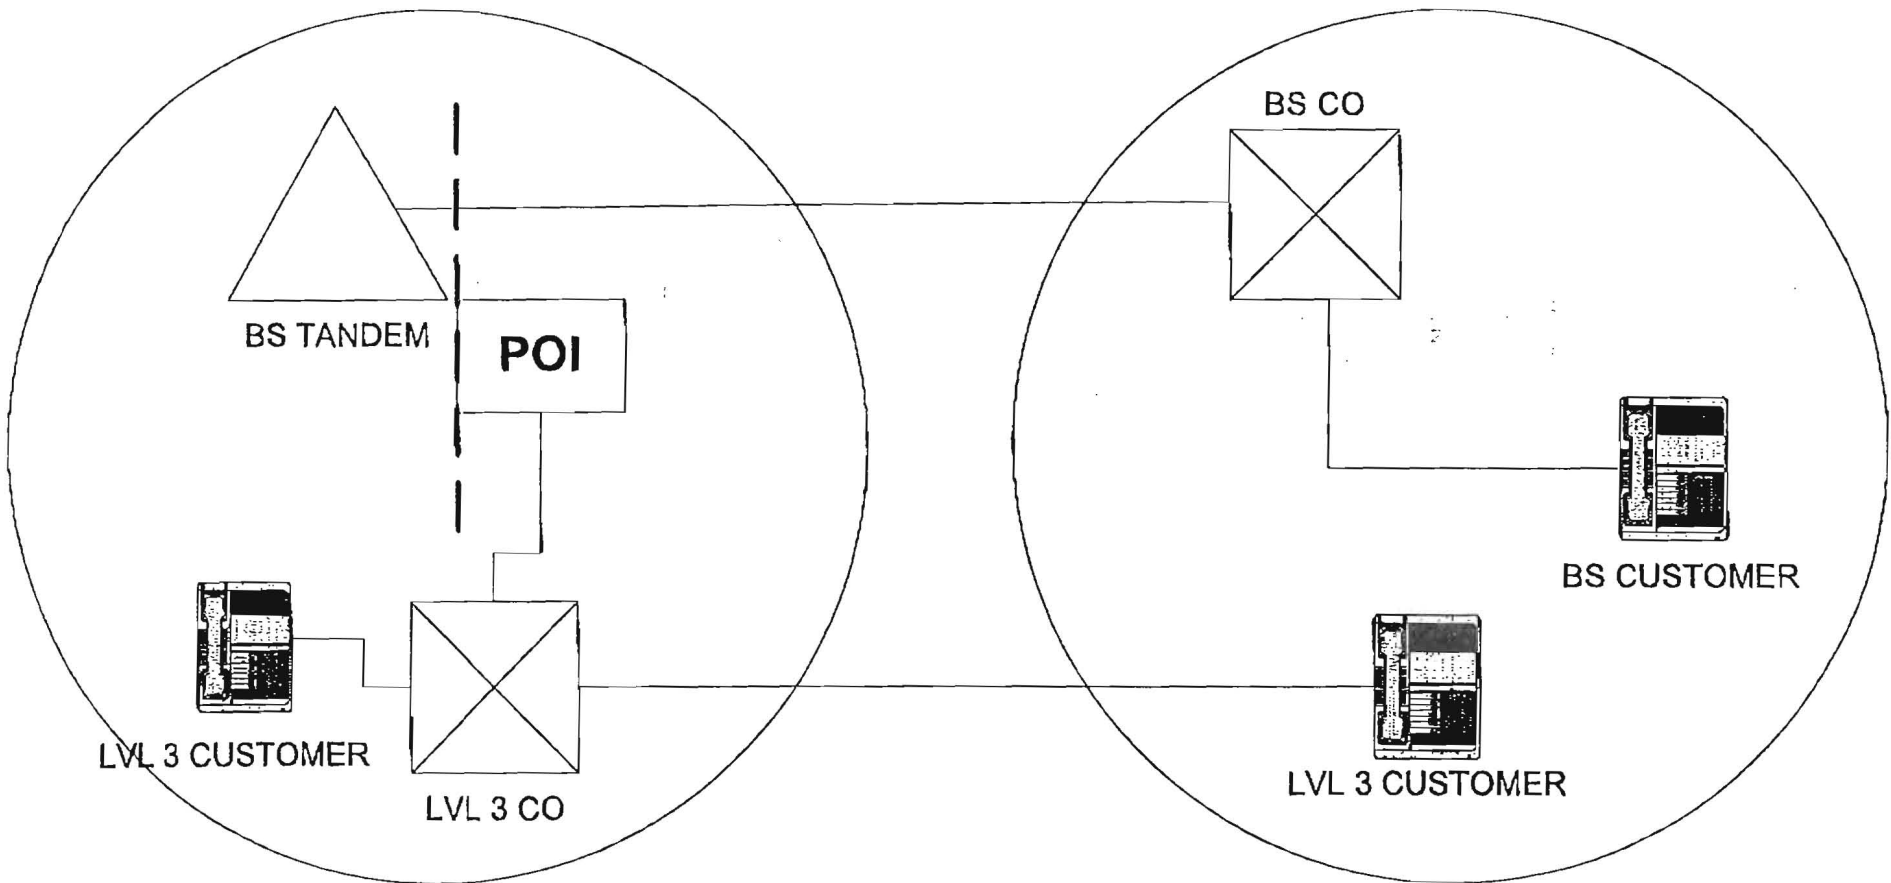 BS CO
BS TANDEM
POI
BS CUSTOMER
LVL 3 CUSTOMER
LVL 3 CUSTOMER
LVL 3 CO